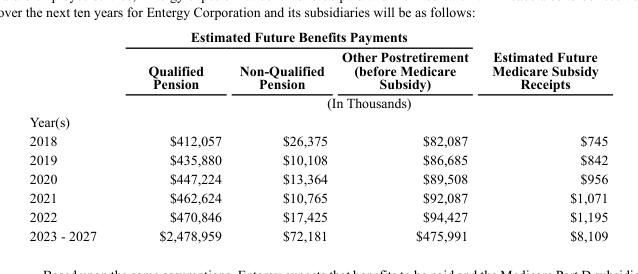 over the next ten years for Entergy Corporation and its subsidiaries will be as follows:
Estimated Future Benefits Payments
Qualified Pension Non-Qualified Pension Other Postretirement (before Medicare Subsidy) Estimated Future Medicare Subsidy Receipts
(In Thousands)
Year(s)
2018 $412,057 $26,375 $82,087 $745
2019 $435,880 $10,108 $86,685 $842
2020 $447,224 $13,364 $89,508 $956
2021 $462,624 $10,765 $92,087 $1,071
2022 $470,846 $17,425 $94,427 $1,195
2023 - 2027 $2,478,959 $72,181 $475,991 $8,109